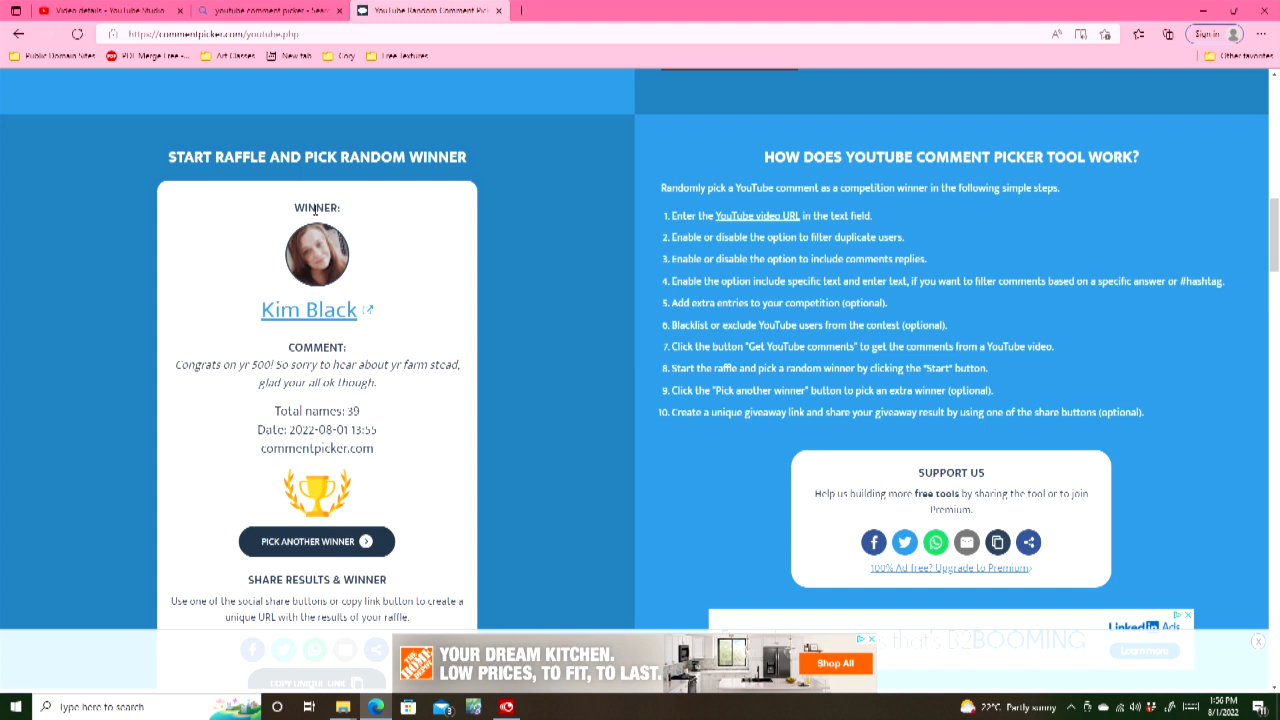 Video details - YouTube Studio
youtube comment picker - Sear
YouTube Random Comment Pic
https://commentpicker.com/youtube.php
Sign in
Public Domain Sites
PDF Merge Free -...
Art Classes
New tab
Cory
Free Textures
Other favorites
START RAFFLE AND PICK RANDOM WINNER
WINNER:
Kim Black
COMMENT:
Congrats on yr 500! So sorry to hear about yr farm stead,
glad your all ok though.
Total names: 39
Date: 2022-08-01 13:55
commentpicker.com
PICK ANOTHER WINNER
SHARE RESULTS & WINNER
Use one of the social share buttons or copy link button to create a
unique URL with the results of your raffle.
COPY UNIQUE LINK
HOW DOES YOUTUBE COMMENT PICKER TOOL WORK?
Randomly pick a YouTube comment as a competition winner in the following simple steps.
1. Enter the YouTube video URL in the text field.
2. Enable or disable the option to filter duplicate users.
3. Enable or disable the option to include comments replies.
4. Enable the option include specific text and enter text, if you want to filter comments based on a specific answer or #hashtag.
5. Add extra entries to your competition (optional).
6. Blacklist or exclude YouTube users from the contest (optional).
7. Click the button "Get YouTube comments" to get the comments from a YouTube video.
8. Start the raffle and pick a random winner by clicking the "Start" button.
9. Click the "Pick another winner" button to pick an extra winner (optional).
10. Create a unique giveaway link and share your giveaway result by using one of the share buttons (optional).
SUPPORT US
Help us building more free tools by sharing the tool or to join
Premium.
100% Ad free? Upgrade to Premium›
LinkedIn Ads
that's B2BOOMING
Learn more
THE HOME DEPOT
YOUR DREAM KITCHEN.
LOW PRICES, TO FIT, TO LAST.
Shop All
Type here to search
22°C Partly sunny
1:56 PM
8/1/2022